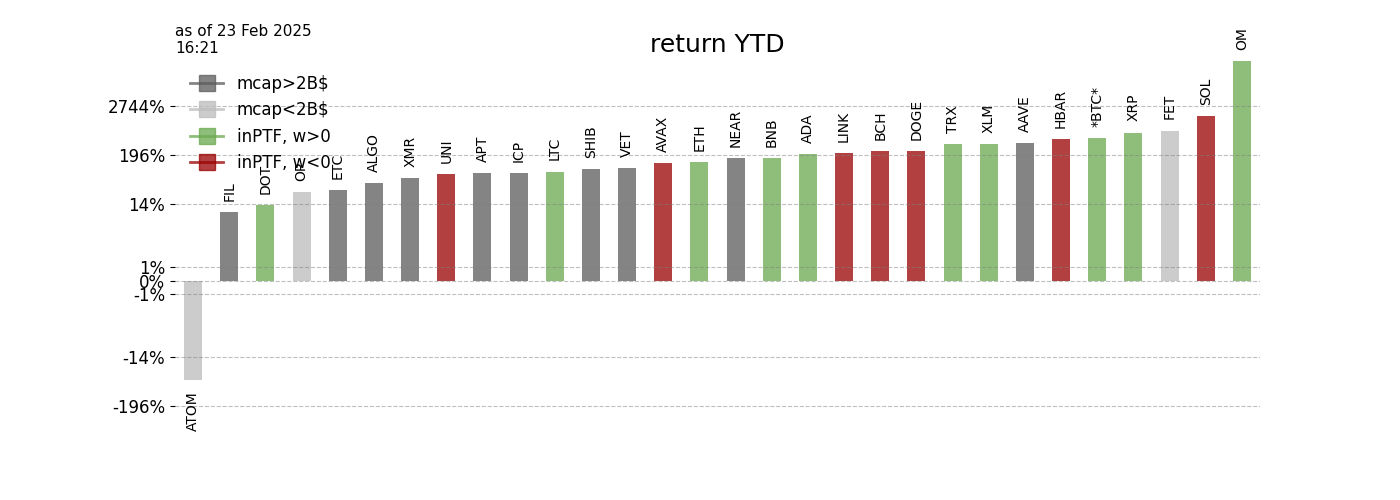 as of 23 Feb 2025
16:21
return YTD
mcap>2B$
mcap<2B$
inPTF, w>0
inPTF, w<0
2744%
196%
14%
1%
0%
-1%
-14%
-196%
ATOM
FIL
DOT
OP
ETC
ALGO
XMR
UNI
APT
ICP
LTC
SHIB
VET
AVAX
ETH
NEAR
BNB
ADA
LINK
BCH
DOGE
TRX
XLM
AAVE
HBAR
*BTC*
XRP
FET
SOL
OM